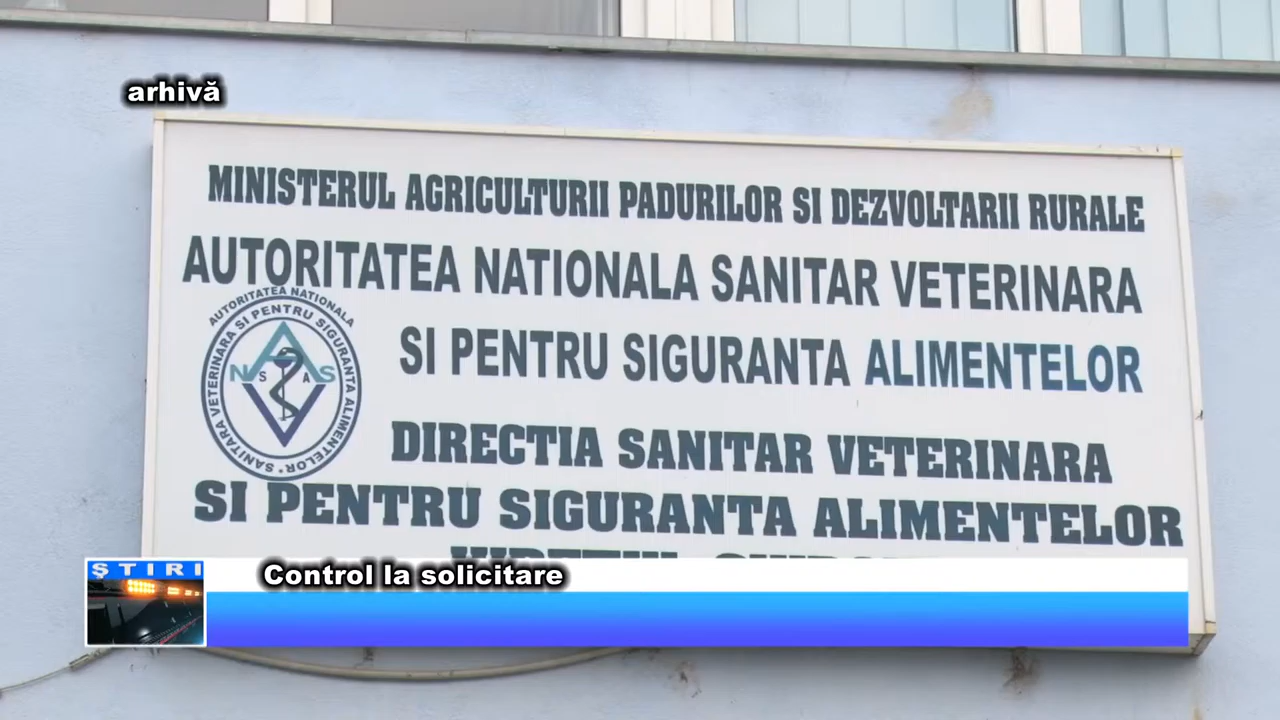 arhivă
MINISTERUL AGRICULTURII PADURILOR SI DEZVOLTARII RURALE
AUTORITATEA NATIONALA SANITAR VETERINARA
SI PENTRU SIGURANTA ALIMENTELOR
AUTORITATEA NATIONALA
SANITARA VETERINARA SI PENTRU SIGURANTA ALIMENTELOR
N S A S
DIRECTIA SANITAR VETERINARA
SI PENTRU SIGURANTA ALIMENTELOR
ŞTIRI
Control la solicitare